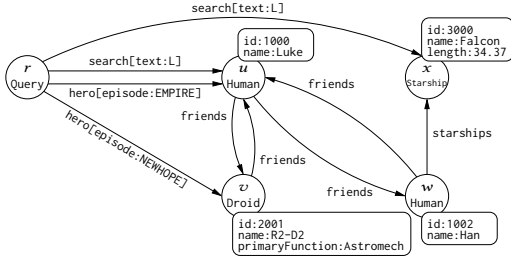 search[text:L]
id:3000
name:Falcon
length:34.37
id:1000
name:Luke
r
Query
search[text:L]
hero[episode:EMPIRE]
u
Human
friends
x
Starship
friends
hero[episode:NEWHOPE]
friends
starships
friends
v
Droid
w
Human
id:2001
name:R2-D2
primaryFunction:Astromech
id:1002
name:Han